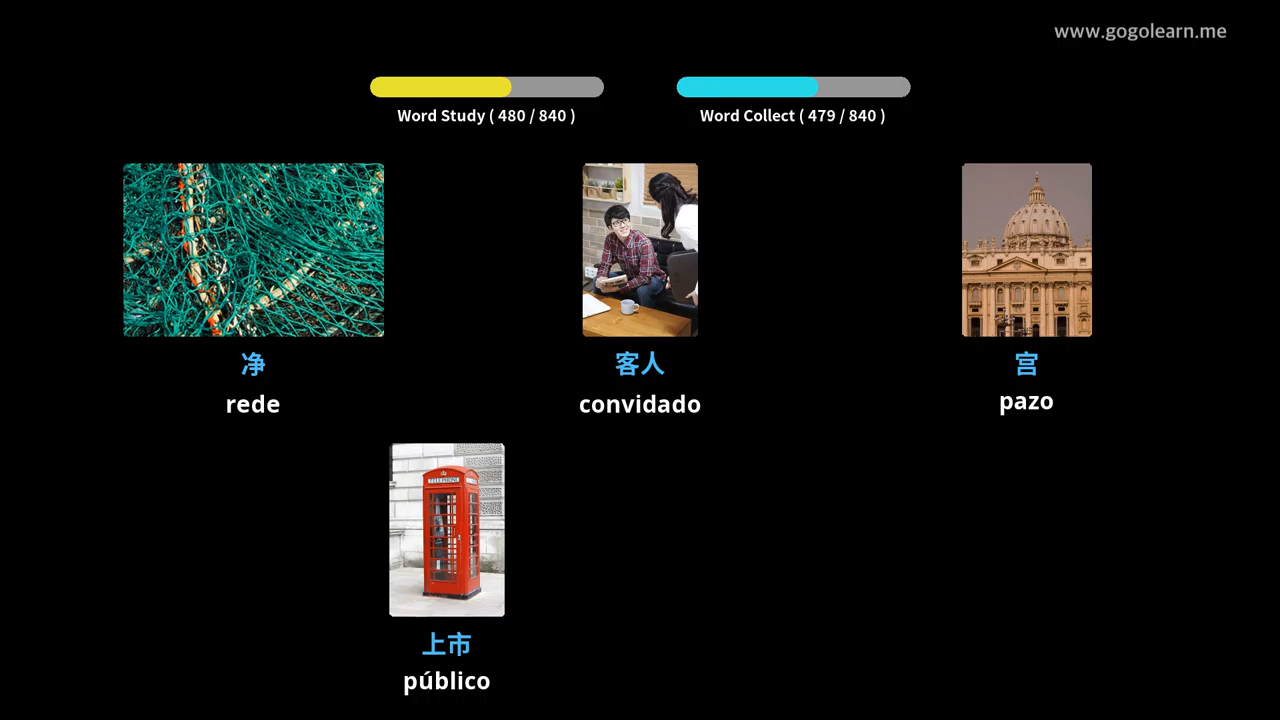 www.gogolearn.me
Word Study ( 480 / 840 )
Word Collect ( 479 / 840 )
净
rede
客人
convidado
宫
pazo
TELEPHONE
上市
público